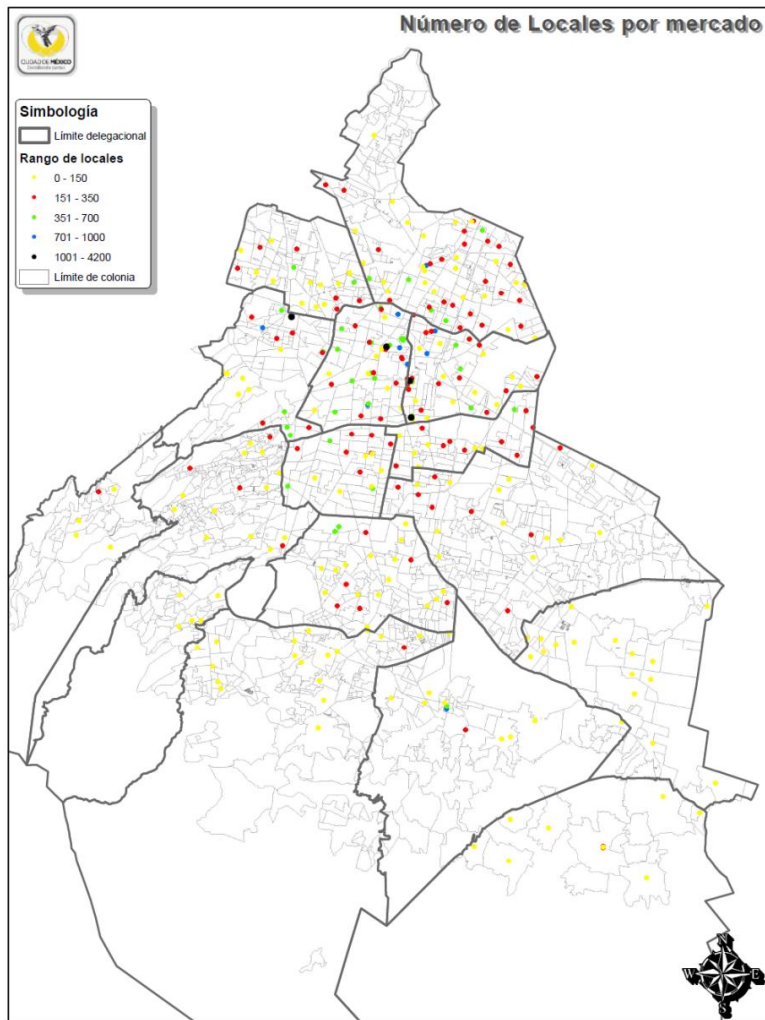 Número de Locales por mercado
CIUDAD DE MÉXICO
Simbología
Límite delegacional
Rango de locales
0 - 150
151 - 350
351 - 700
701 - 1000
1001 - 4200
Límite de colonia
N
W E
S